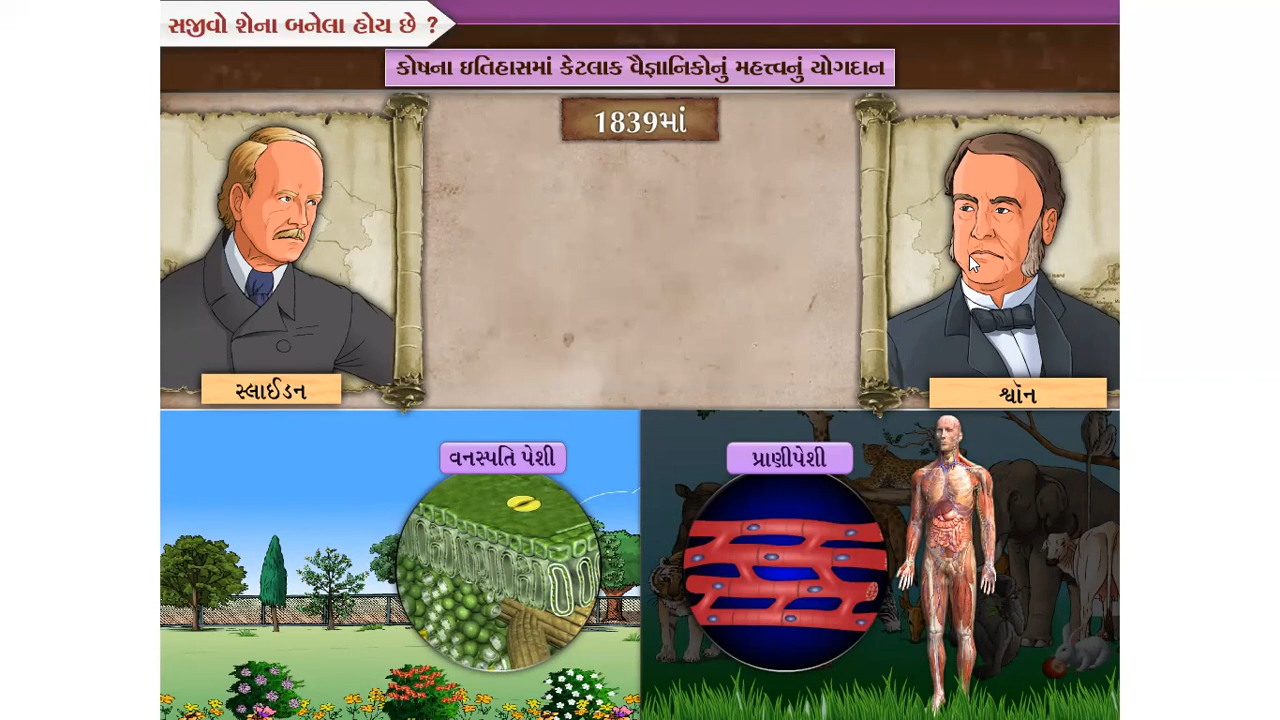 સજીવો શેના બનેલા હોય છે ?
કોષના ઇતિહાસમાં કેટલાક વૈજ્ઞાનિકોનું મહત્ત્વનું યોગદાન
1839માં
સ્લાઈડન
શ્વૉન
વનસ્પતિ પેશી
પ્રાણીપેશી